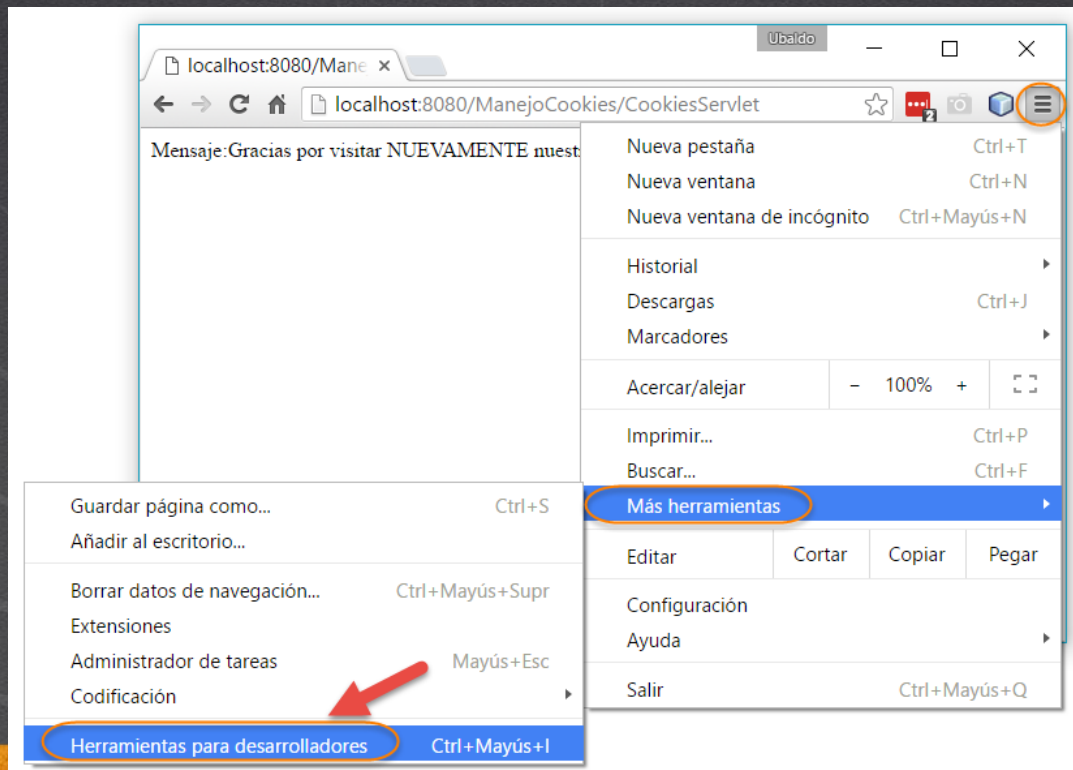 Ubaldo
localhost:8080/Mane
localhost:8080/ManejoCookies/CookiesServlet
2
Mensaje:Gracias por visitar NUEVAMENTE nuest
Nueva pestaña Ctrl+T
Nueva ventana Ctrl+N
Nueva ventana de incógnito Ctrl+Mayús+N
Historial
Descargas Ctrl+J
Marcadores
Acercar/alejar - 100% +
Imprimir... Ctrl+P
Buscar... Ctrl+F
Más herramientas
Editar Cortar Copiar Pegar
Configuración
Ayuda
Salir Ctrl+Mayús+Q
Guardar página como... Ctrl+S
Añadir al escritorio...
Borrar datos de navegación... Ctrl+Mayús+Supr
Extensiones
Administrador de tareas Mayús+Esc
Codificación
Herramientas para desarrolladores Ctrl+Mayús+I